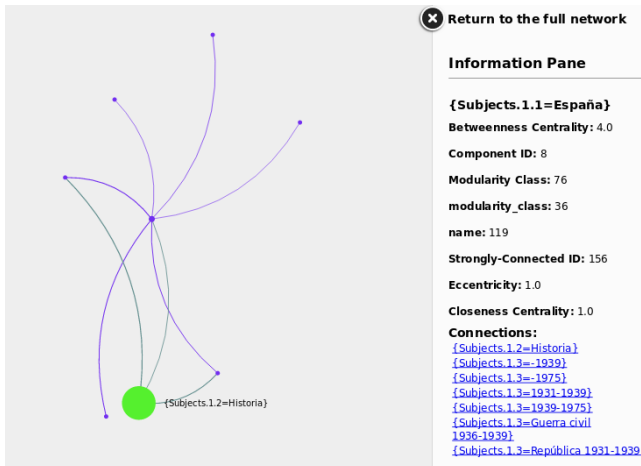 Return to the full network
Information Pane
{Subjects.1.1=España}
Betweenness Centrality: 4.0
Component ID: 8
Modularity Class: 76
modularity_class: 36
name: 119
Strongly-Connected ID: 156
Eccentricity: 1.0
Closeness Centrality: 1.0
Connections:
{Subjects.1.2=Historia}
{Subjects.1.3=-1939}
{Subjects.1.3=-1975}
{Subjects.1.3=1931-1939}
{Subjects.1.3=1939-1975}
{Subjects.1.3=Guerra civil
1936-1939}
{Subjects.1.3=República 1931-1939
{Subjects.1.2=Historia}